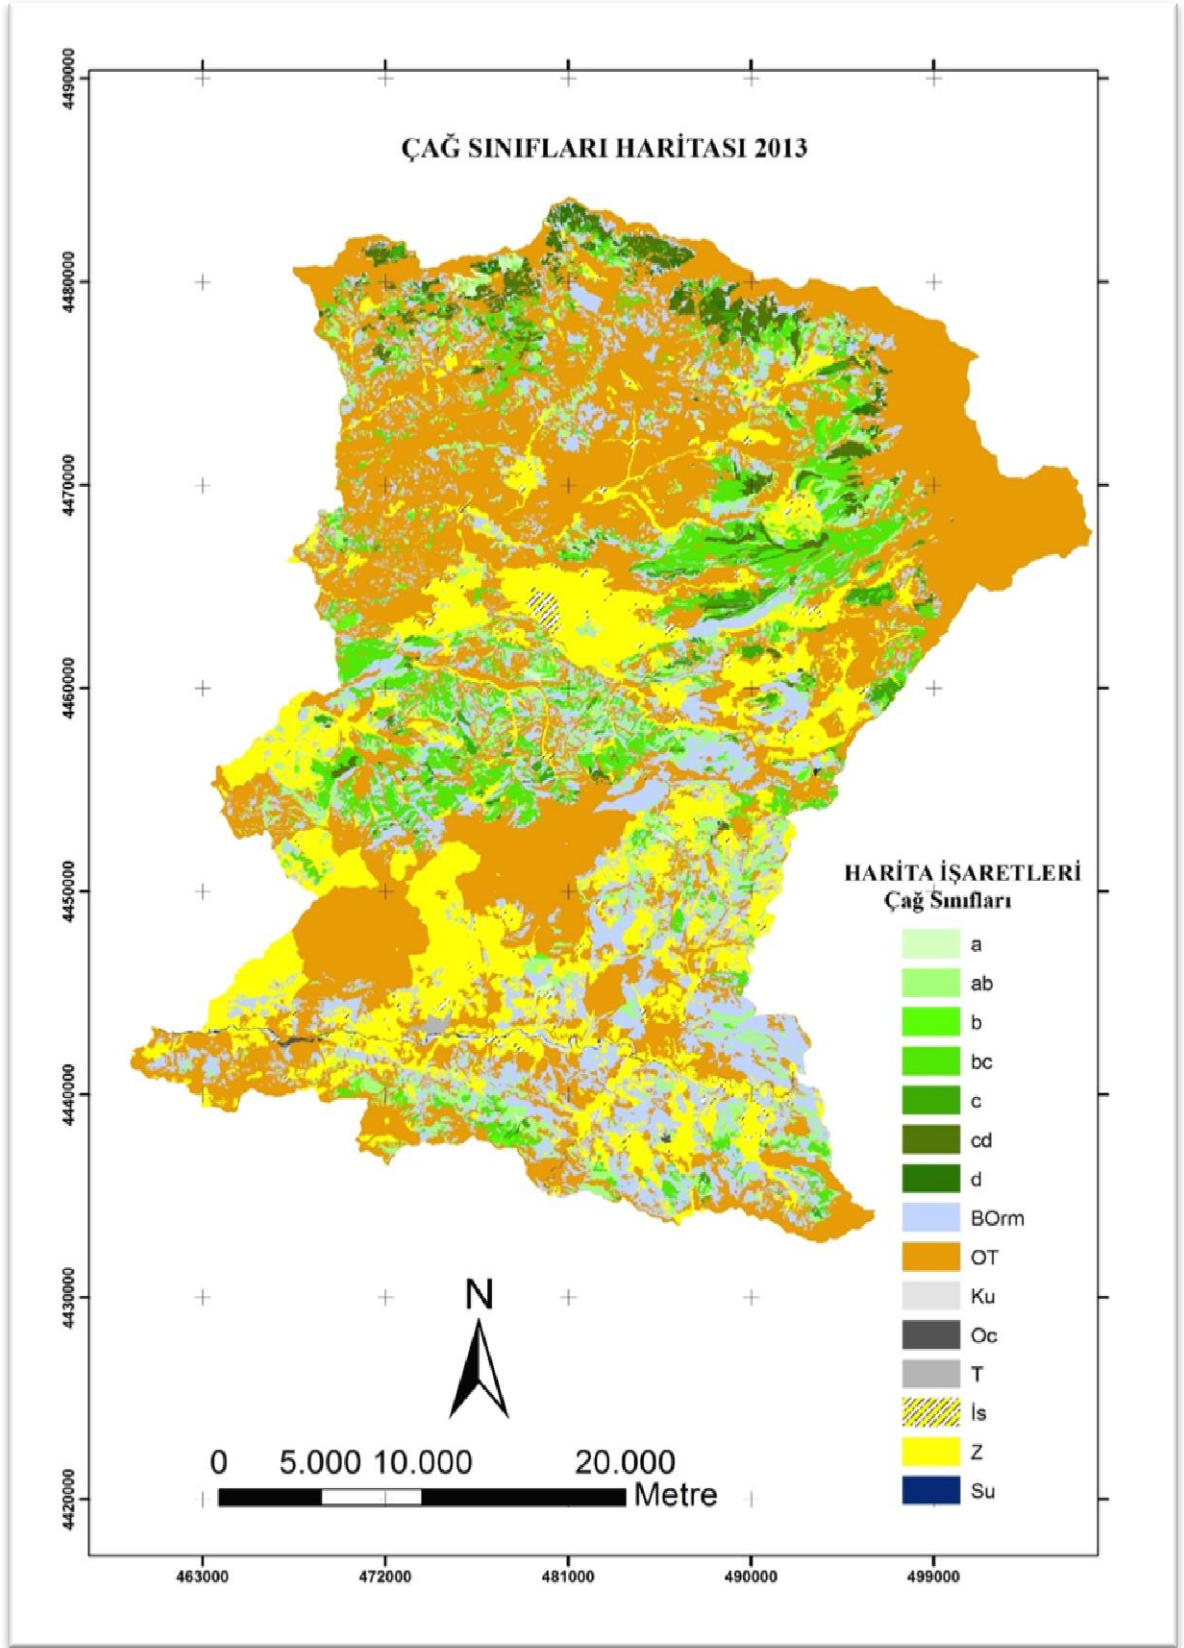 ÇAĞ SINIFLARI HARİTASI 2013
4490000
4480000
4470000
4460000
4450000
4440000
4430000
4420000
HARİTA İŞARETLERİ
Çağ Sınıfları
a
ab
b
bc
c
cd
d
BOrm
OT
Ku
Oc
T
İs
Z
Su
N
0 5.000 10.000 20.000
Metre
463000 472000 481000 490000 499000